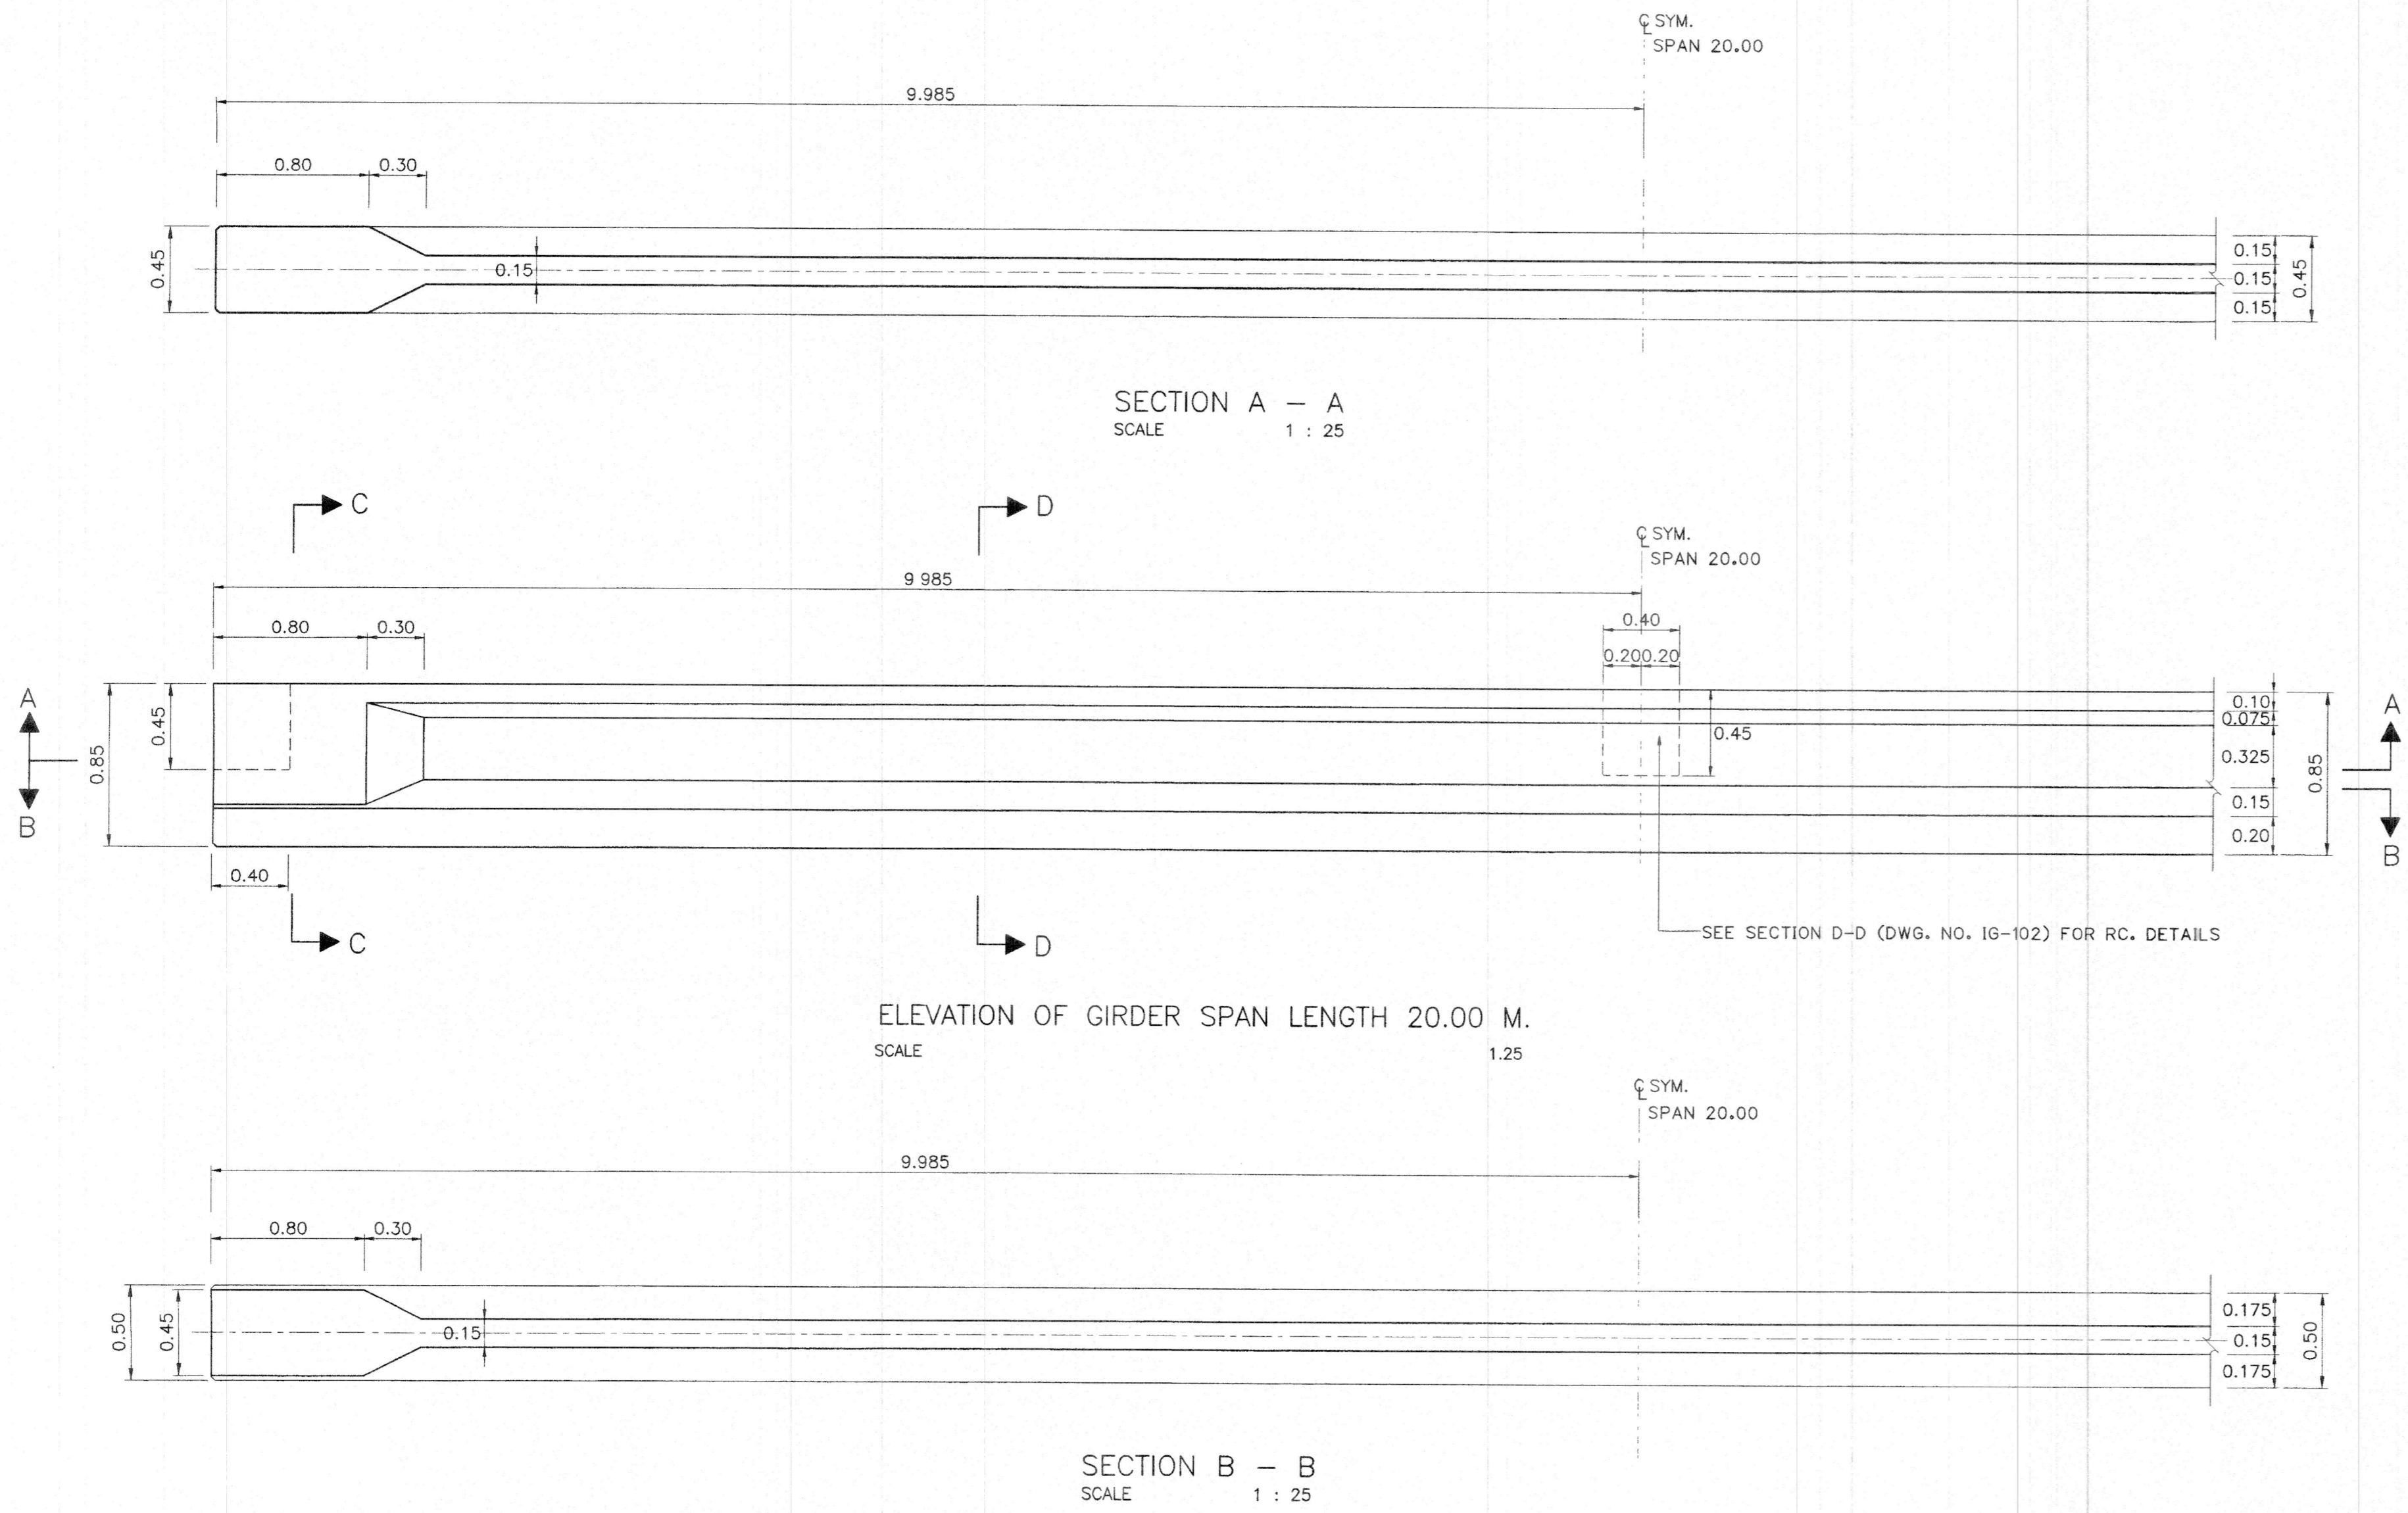 ℄ SYM.
SPAN 20.00
9.985
0.80 0.30
0.45
0.15
0.15
0.15
0.15
0.45
SECTION A – A
SCALE 1 : 25
C D
℄ SYM.
SPAN 20.00
9 985
0.80 0.30
0.40
0.20 0.20
A
B
0.85
0.45
0.45
0.10
0.075
0.325
0.15
0.20
0.85
A
B
0.40
C D
SEE SECTION D-D (DWG. NO. IG-102) FOR RC. DETAILS
ELEVATION OF GIRDER SPAN LENGTH 20.00 M.
SCALE 1.25
℄ SYM.
SPAN 20.00
9.985
0.80 0.30
0.50
0.45
0.15
0.175
0.15
0.175
0.50
SECTION B – B
SCALE 1 : 25